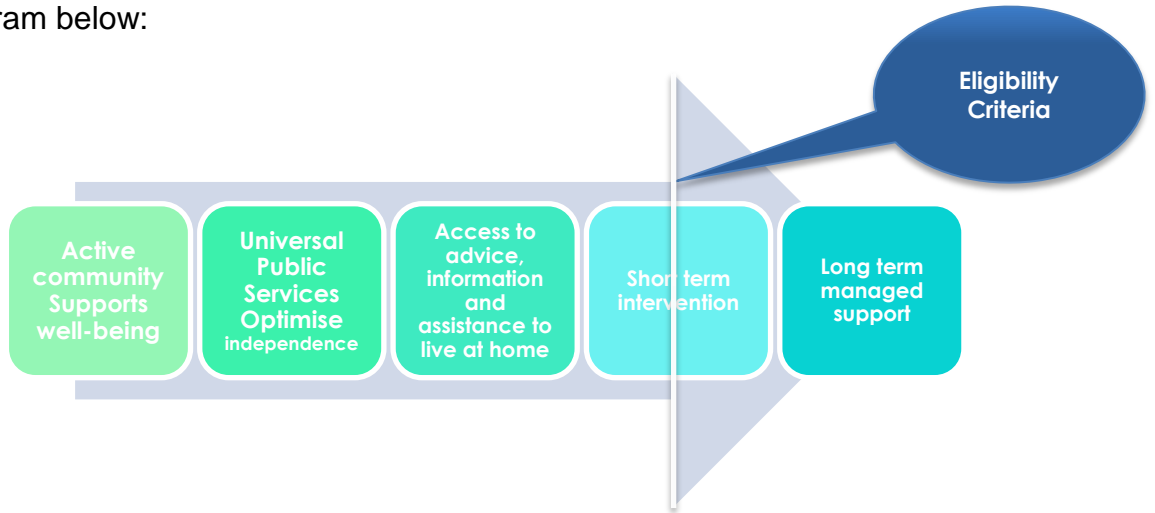 ram below:
Eligibility
Criteria
Active
community
Supports
well-being
Universal
Public
Services
Optimise
independence
Access to
advice,
information
and
assistance to
live at home
Short term
intervention
Long term
managed
support